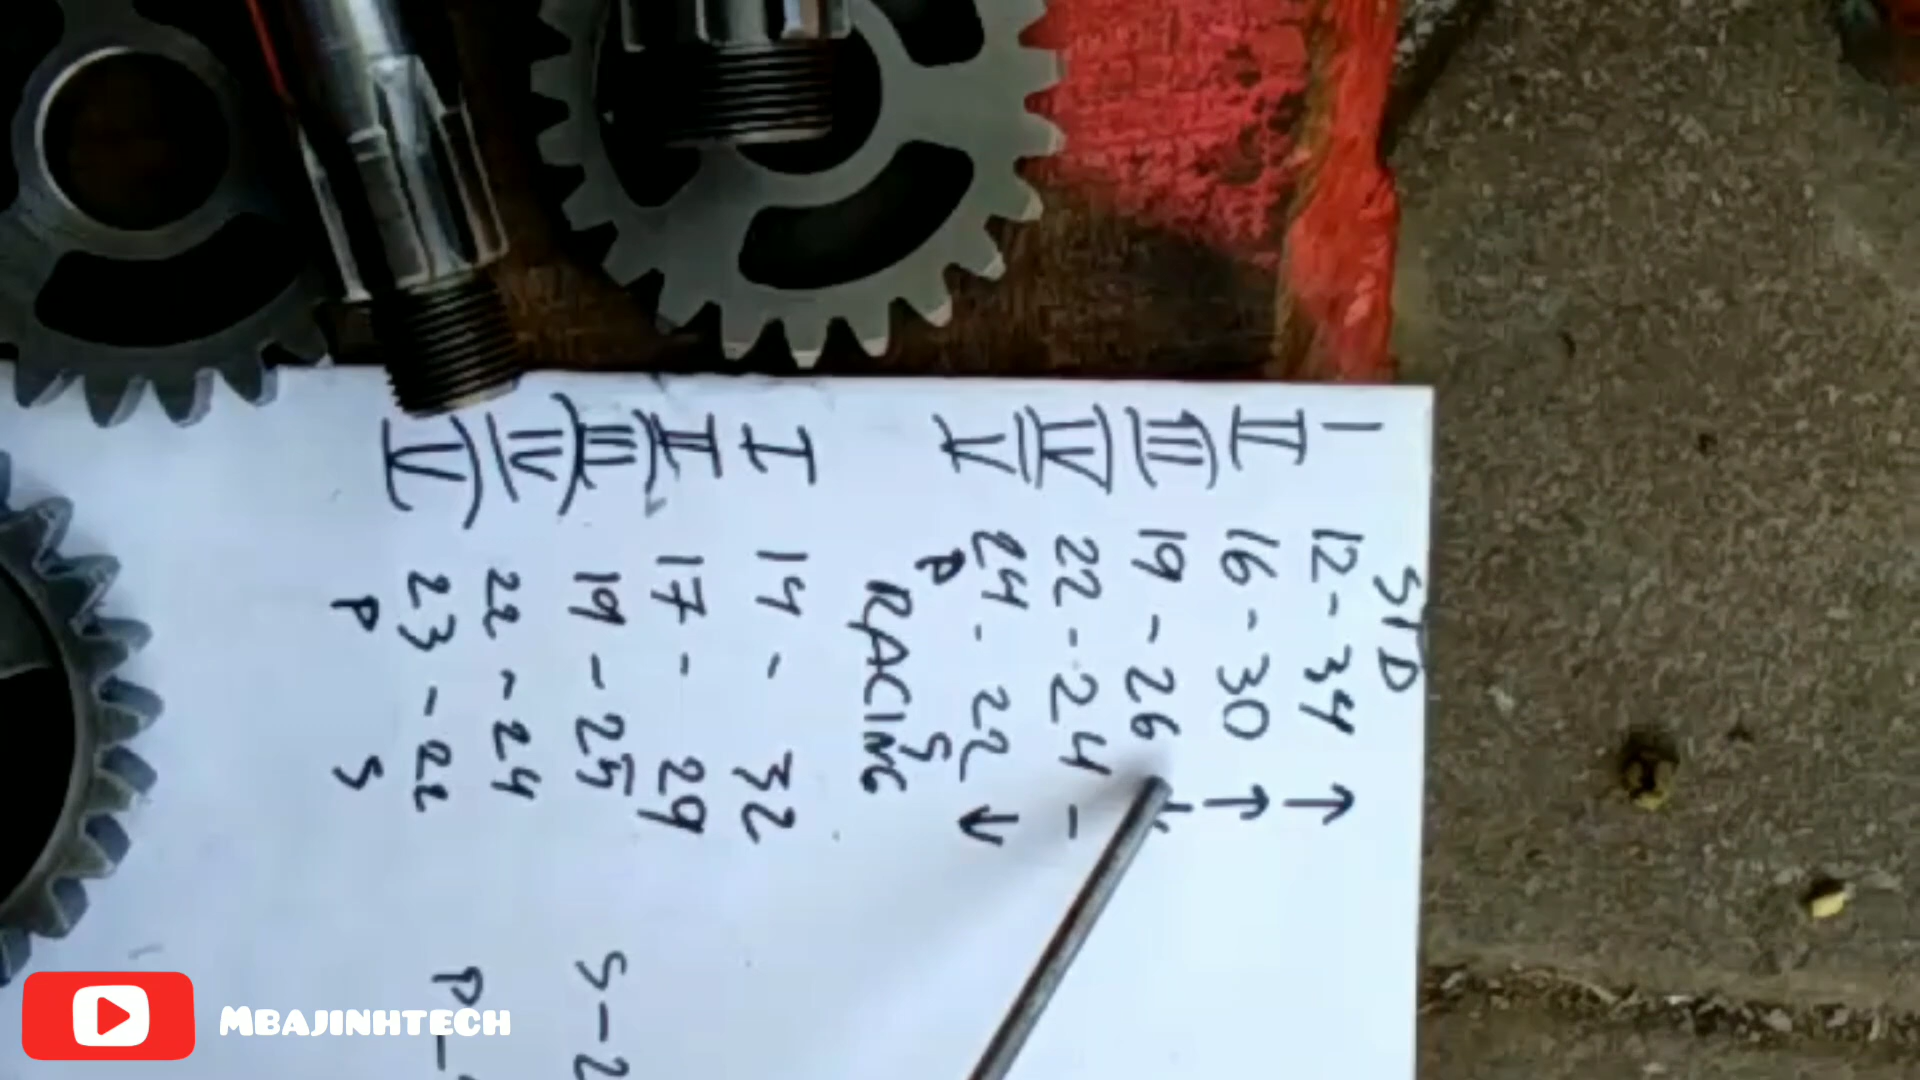 STD
I 12 - 34 ↑
II 16 - 30 ↑
III 19 - 26
IV 22 - 24 -
V 24 - 22 ↓
P S
RACING
I 14 - 32
II 17 - 29
III 19 - 25
IV 22 - 24
V 23 - 22
P S
S - 2
P -
MBAJINHTECH